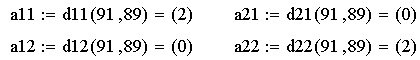 a11 := d11(91 ,89) = (2) a21 := d21(91 ,89) = (0)
a12 := d12(91 ,89) = (0) a22 := d22(91 ,89) = (2)